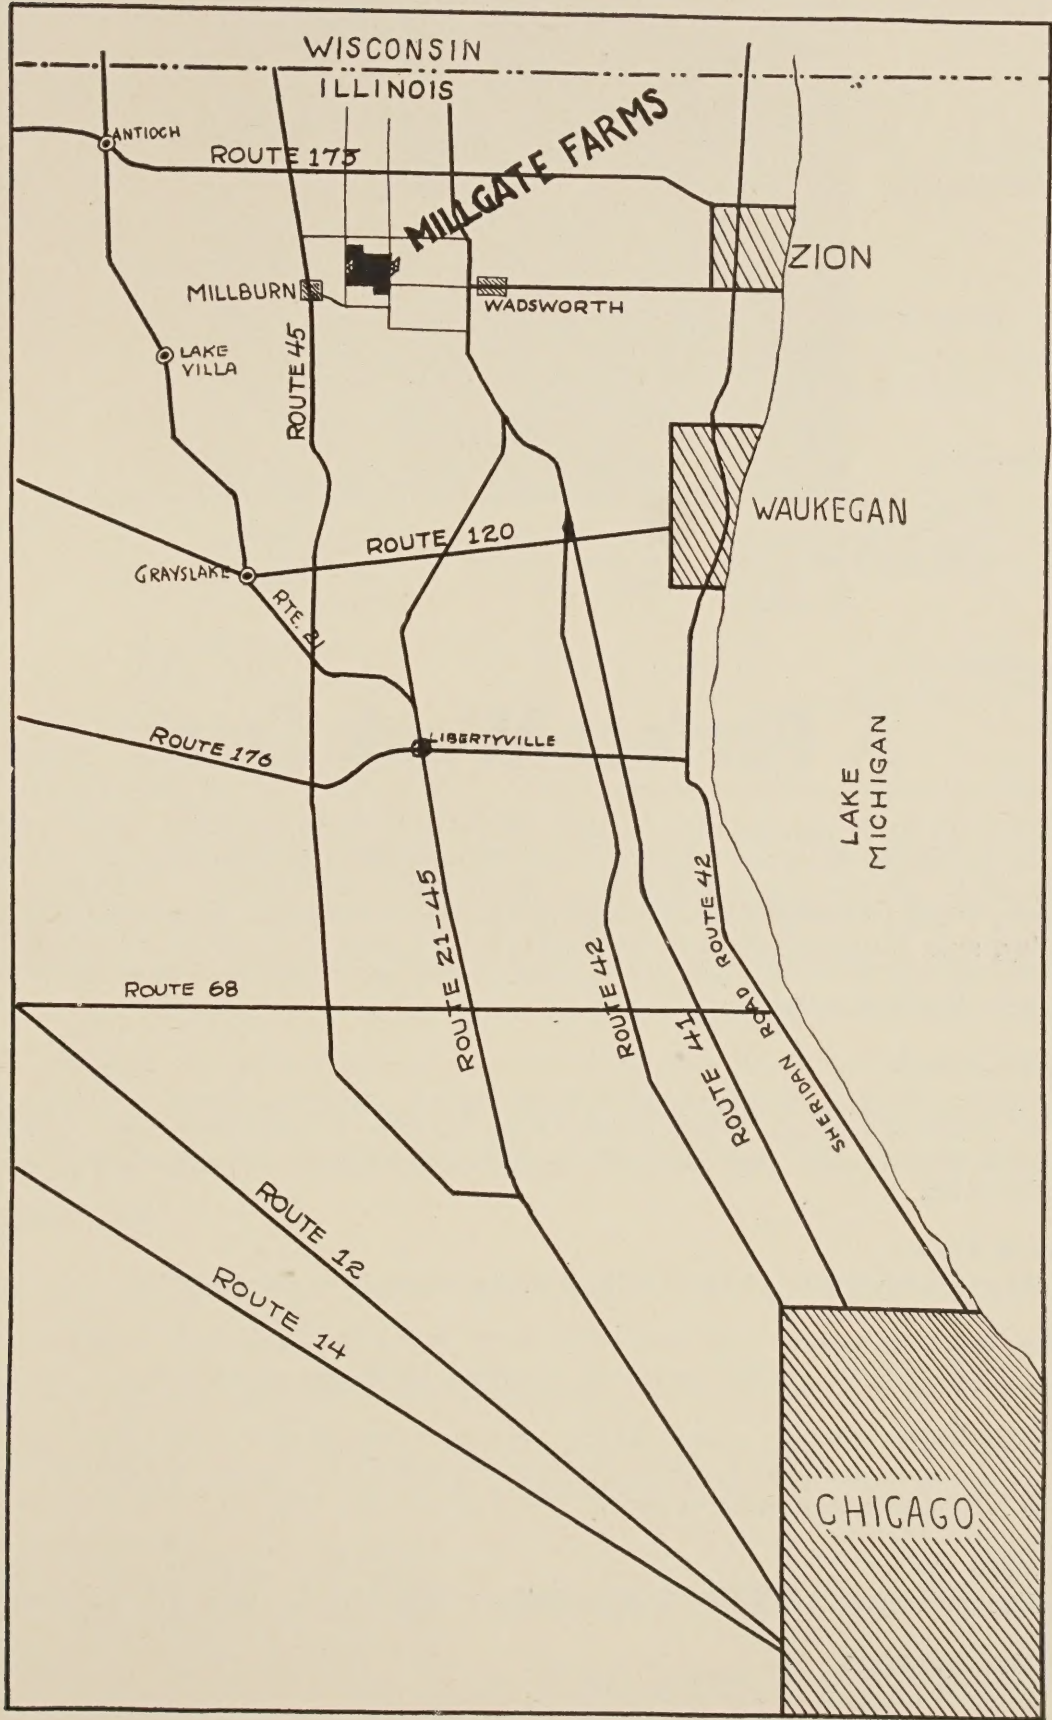 WISCONSIN
ILLINOIS
MILLGATE FARMS
ANTIOCH
ROUTE 173
ZION
MILLBURN
WADSWORTH
LAKE
VILLA
ROUTE 45
WAUKEGAN
ROUTE 120
GRAYSLAKE
RTE. 21
ROUTE 176
LIBERTYVILLE
LAKE
MICHIGAN
ROUTE 21-45
ROUTE 42
ROUTE 42
ROUTE 41
SHERIDAN ROAD
ROUTE 68
ROUTE 12
ROUTE 14
CHICAGO